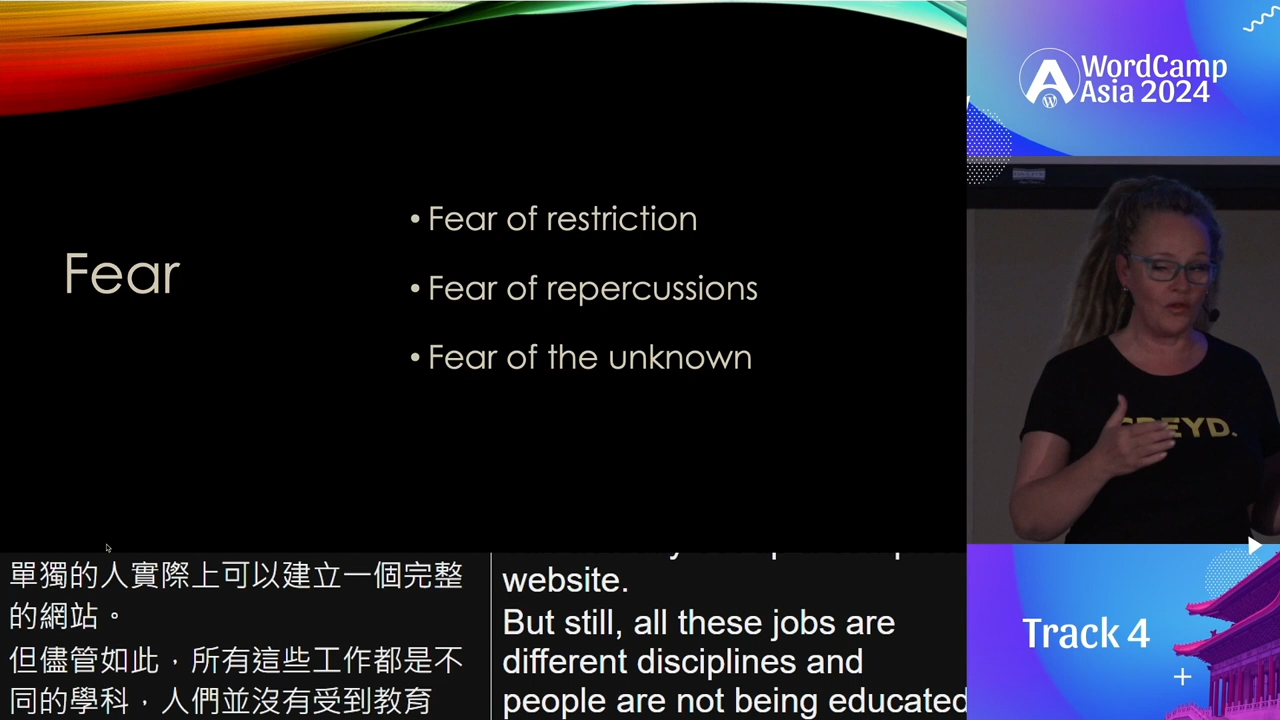 Fear
• Fear of restriction
• Fear of repercussions
• Fear of the unknown
WordCamp
Asia 2024
EYD.
Track 4
單獨的人實際上可以建立一個完整
的網站。
但儘管如此，所有這些工作都是不
同的學科，人們並沒有受到教育
website.
But still, all these jobs are
different disciplines and
people are not being educated